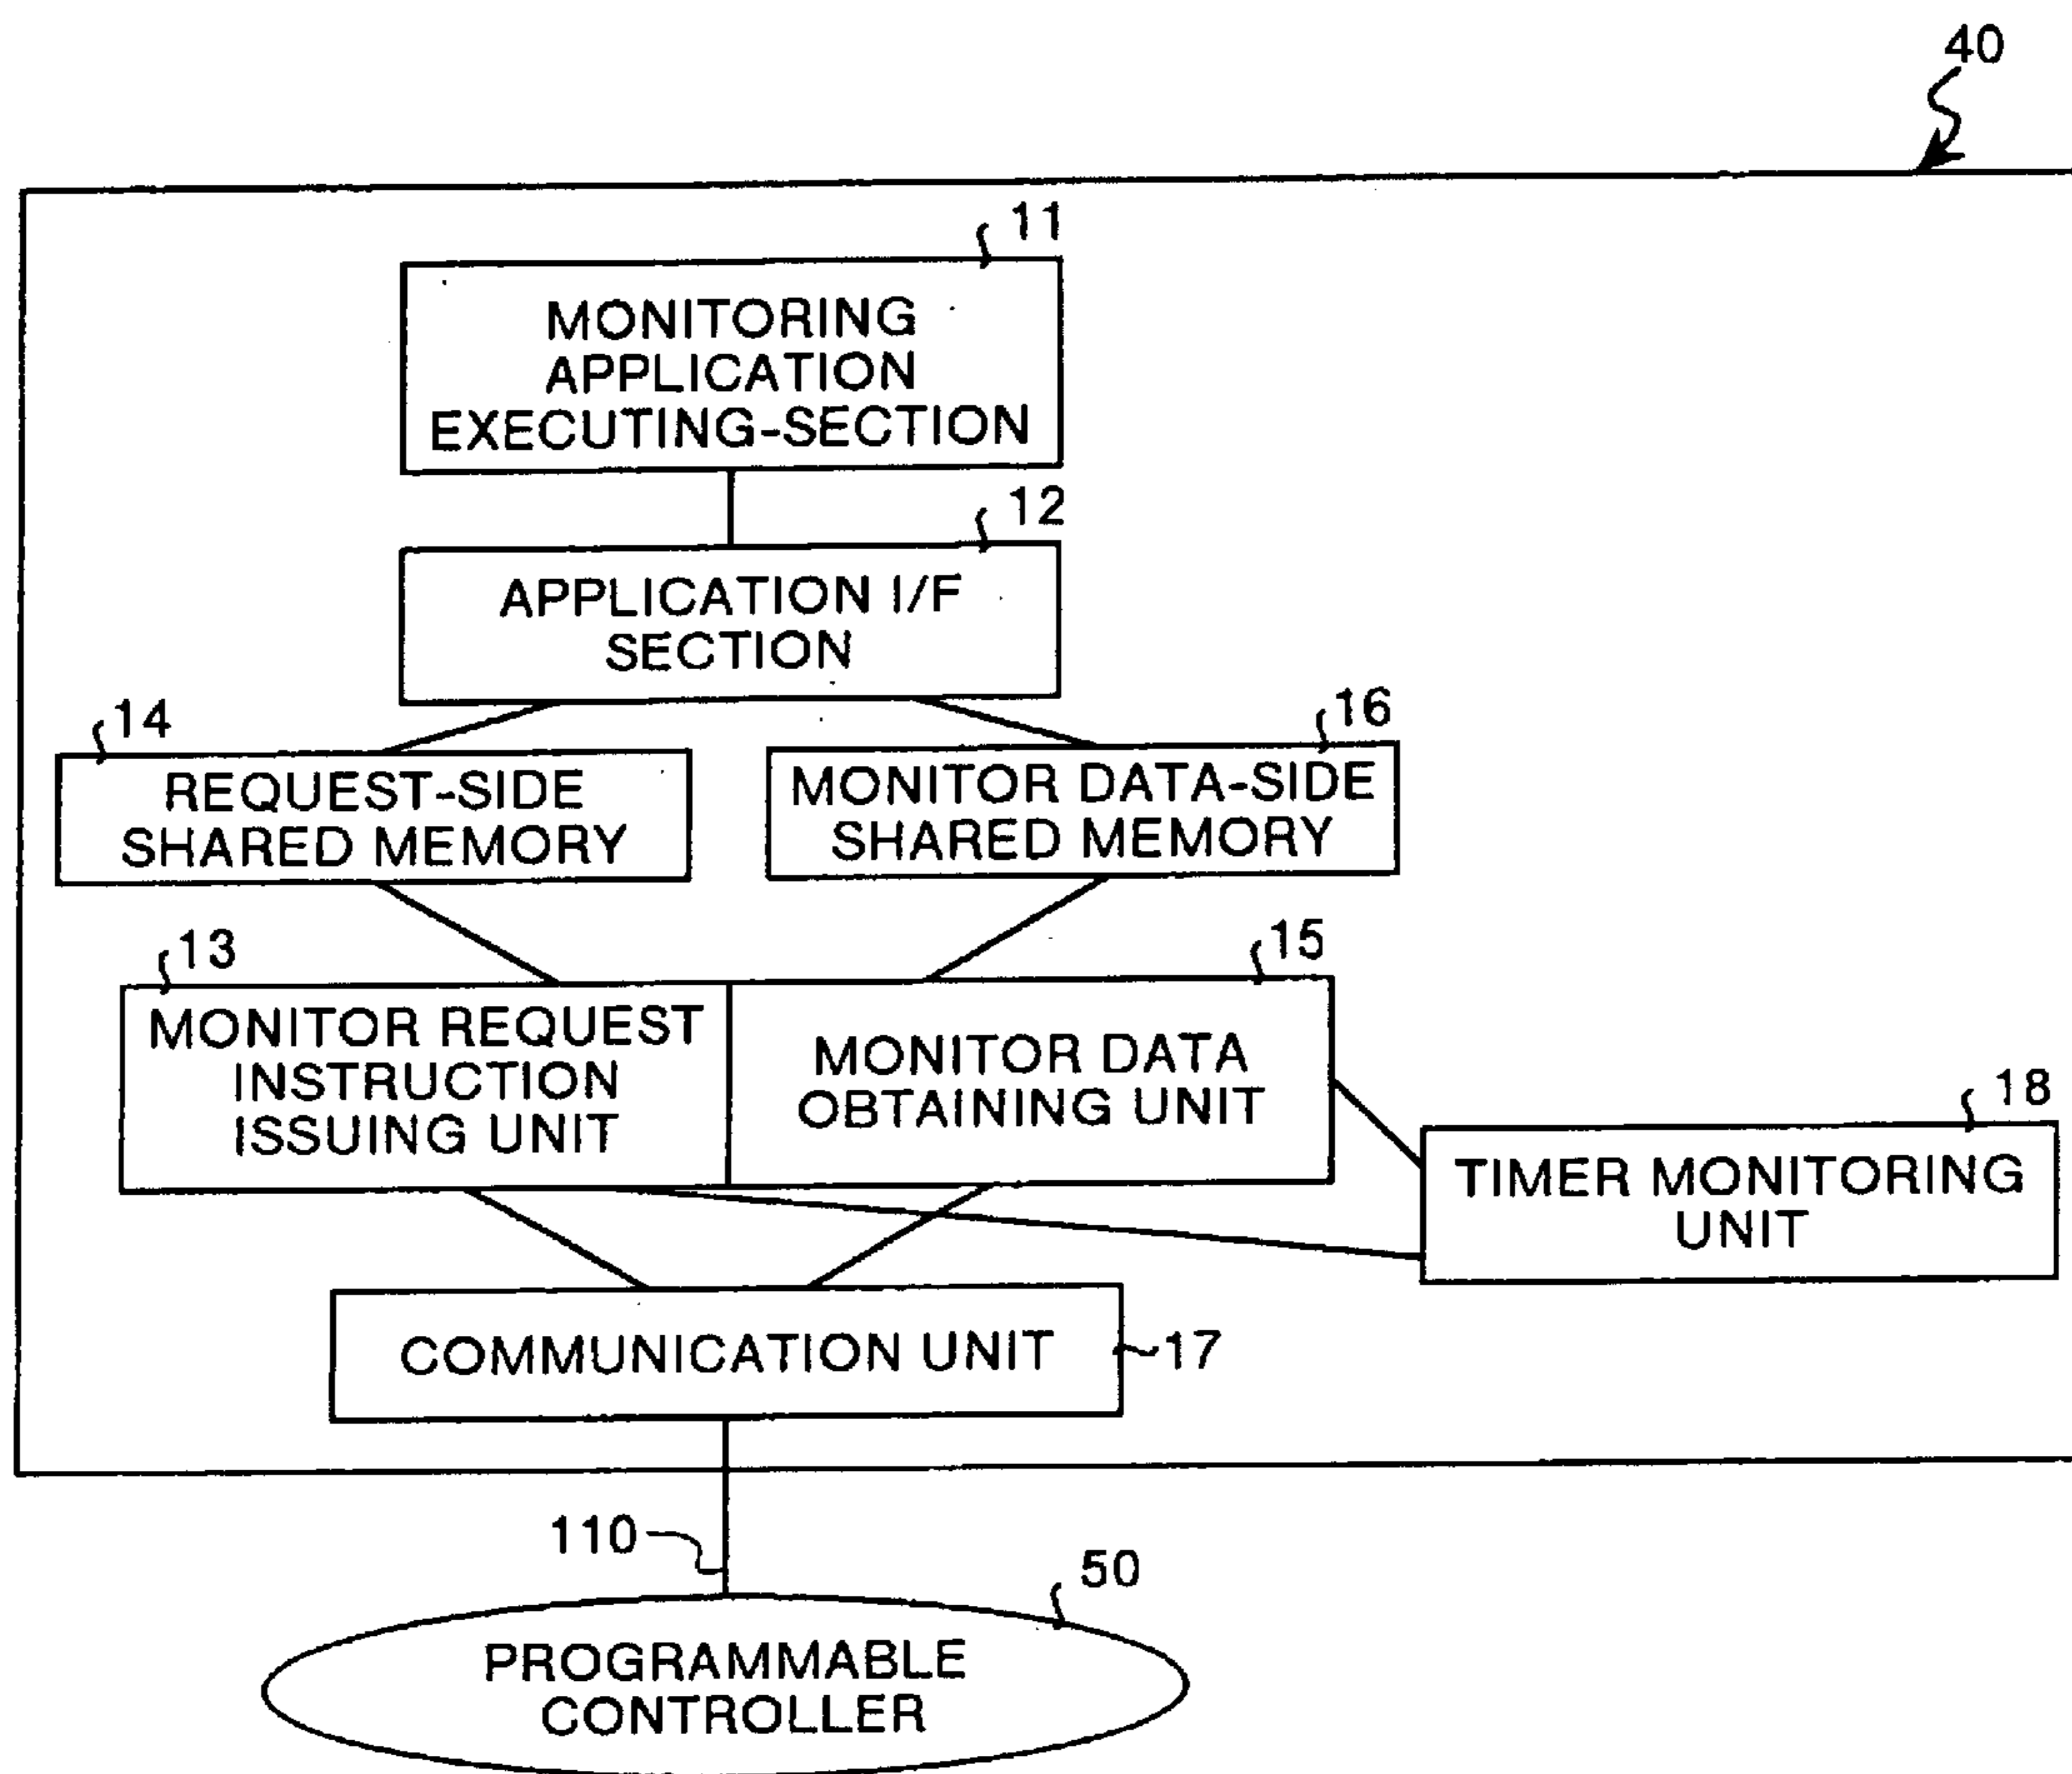 40
11
MONITORING
APPLICATION
EXECUTING-SECTION
12
APPLICATION I/F
SECTION
14
REQUEST-SIDE
SHARED MEMORY
16
MONITOR DATA-SIDE
SHARED MEMORY
13
MONITOR REQUEST
INSTRUCTION
ISSUING UNIT
15
MONITOR DATA
OBTAINING UNIT
18
TIMER MONITORING
UNIT
COMMUNICATION UNIT
17
110
50
PROGRAMMABLE
CONTROLLER